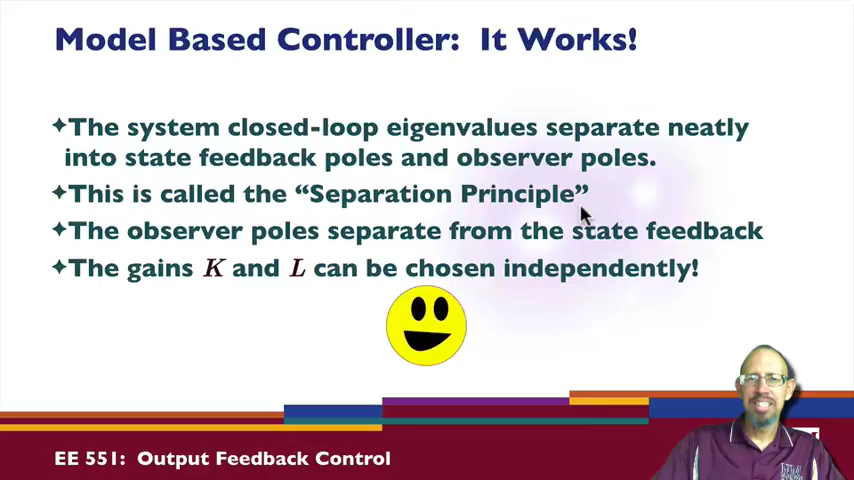 Model Based Controller: It Works!
✦The system closed-loop eigenvalues separate neatly
into state feedback poles and observer poles.
✦This is called the “Separation Principle”
✦The observer poles separate from the state feedback
✦The gains K and L can be chosen independently!
EE 551: Output Feedback Control